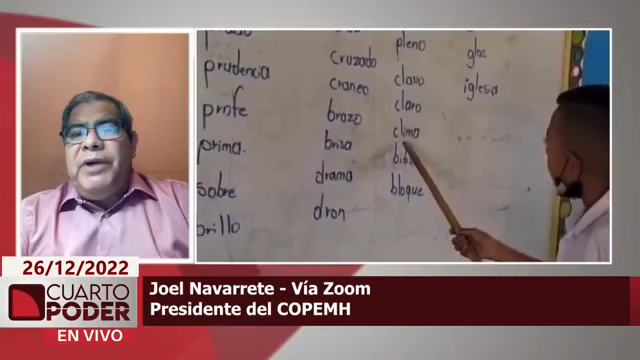 prudencia
profe
prima.
sobre
brillo
cruzado
craneo
brazo
brisa
drama
dron
pleno
clavo
claro
clima
bloque
iglesia
26/12/2022
CUARTO
PODER
EN VIVO
Joel Navarrete - Vía Zoom
Presidente del COPEMH